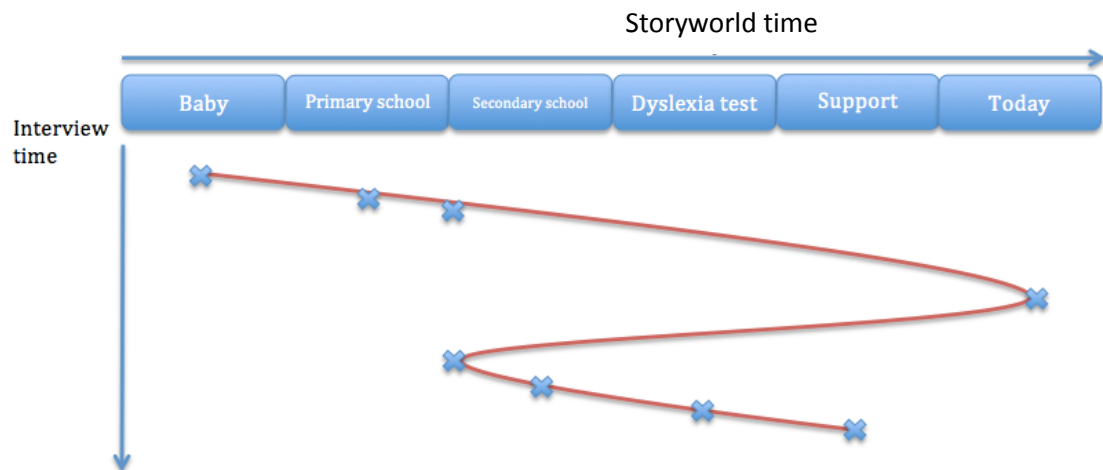 Storyworld time
Baby
Primary school
Secondary school
Dyslexia test
Support
Today
Interview
time